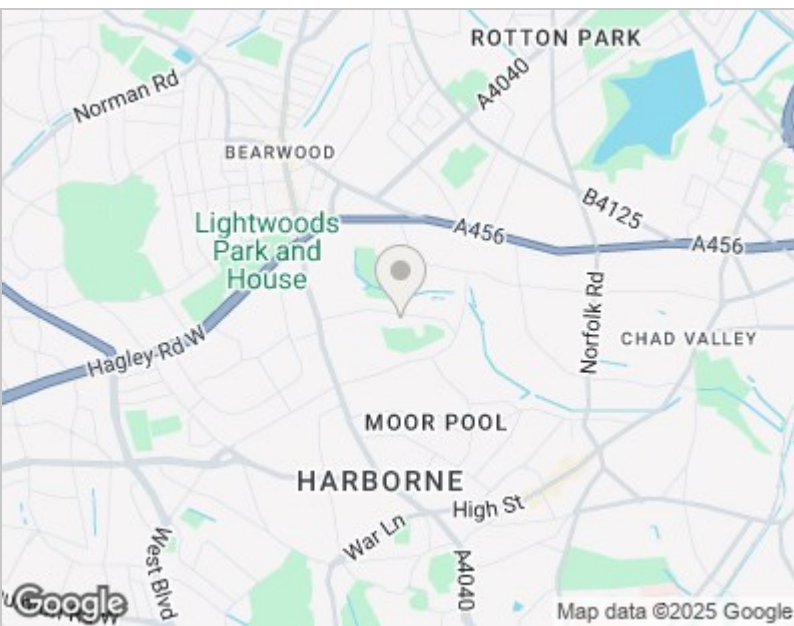 ROTTON PARK
A4040
Norman Rd
BEARWOOD
B4125
Lightwoods
Park and
House
A456
A456
Norfolk Rd
CHAD VALLEY
Hagley Rd W
MOOR POOL
HARBORNE
High St
War Ln
West Blvd
A4040
Google
Map data ©2025 Google